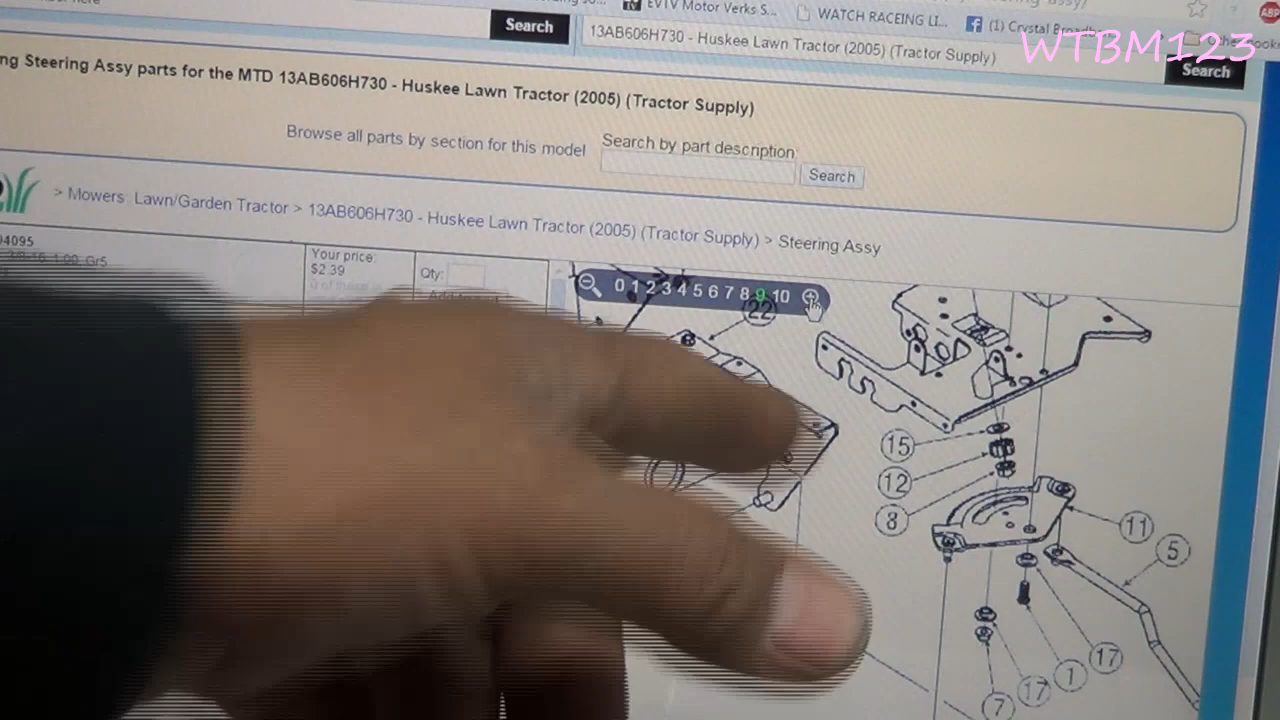 EVTV Motor Verks S...
WATCH RACEING LI...
(1) Crystal
WTBM123
Search
13AB606H730 - Huskee Lawn Tractor (2005) (Tractor Supply)
Search
ng Steering Assy parts for the MTD 13AB606H730 - Huskee Lawn Tractor (2005) (Tractor Supply)
Browse all parts by section for this model
Search by part description:
Search
> Mowers: Lawn/Garden Tractor > 13AB606H730 - Huskee Lawn Tractor (2005) (Tractor Supply) > Steering Assy
4095
Your price:
$2.39
Qty:
0 1 2 3 4 5 6 7 8 9 10
22
15
12
8
11
5
17
1
17
7